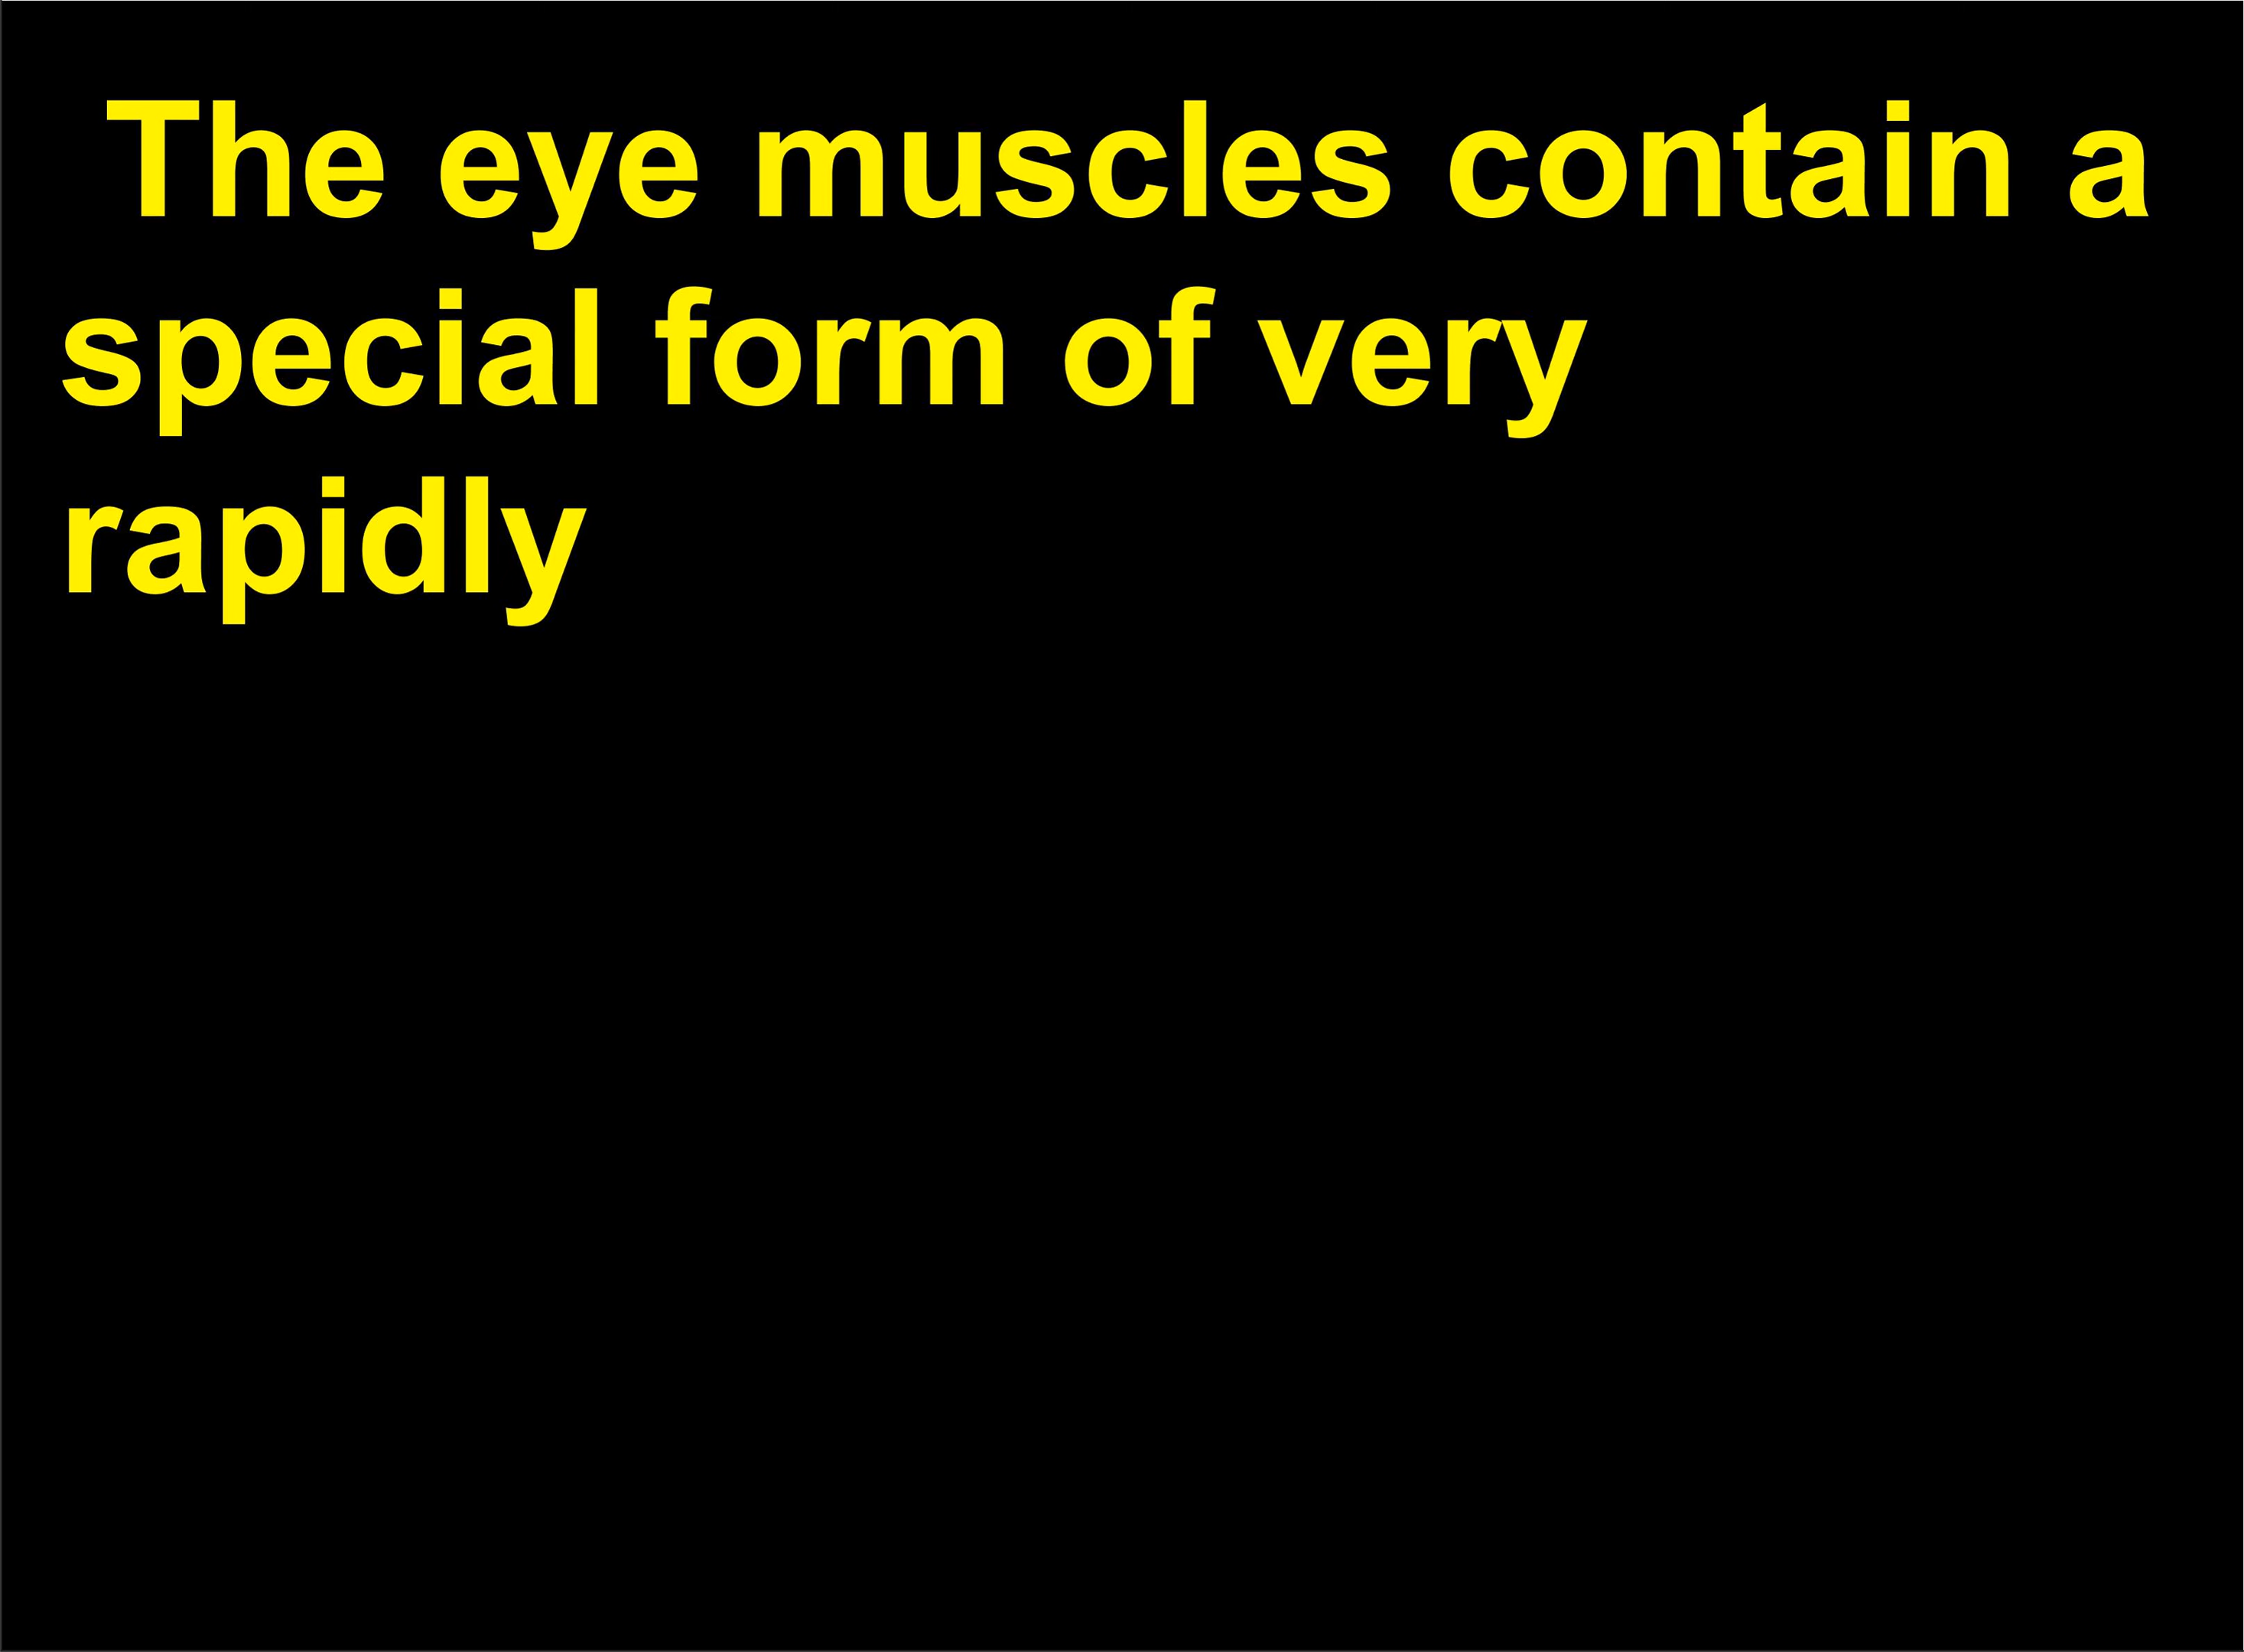 The eye muscles contain a
special form of very
rapidly